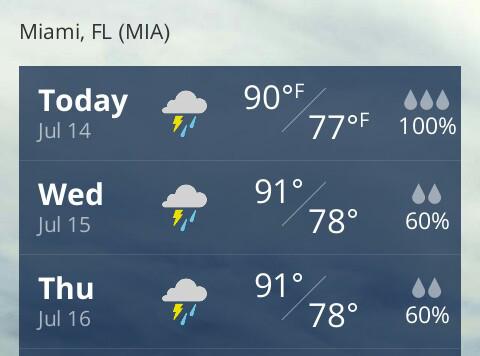 Miami, FL (MIA)
Today 90°F 77°F 100%
Jul 14
Wed 91° 78° 60%
Jul 15
Thu 91° 78° 60%
Jul 16